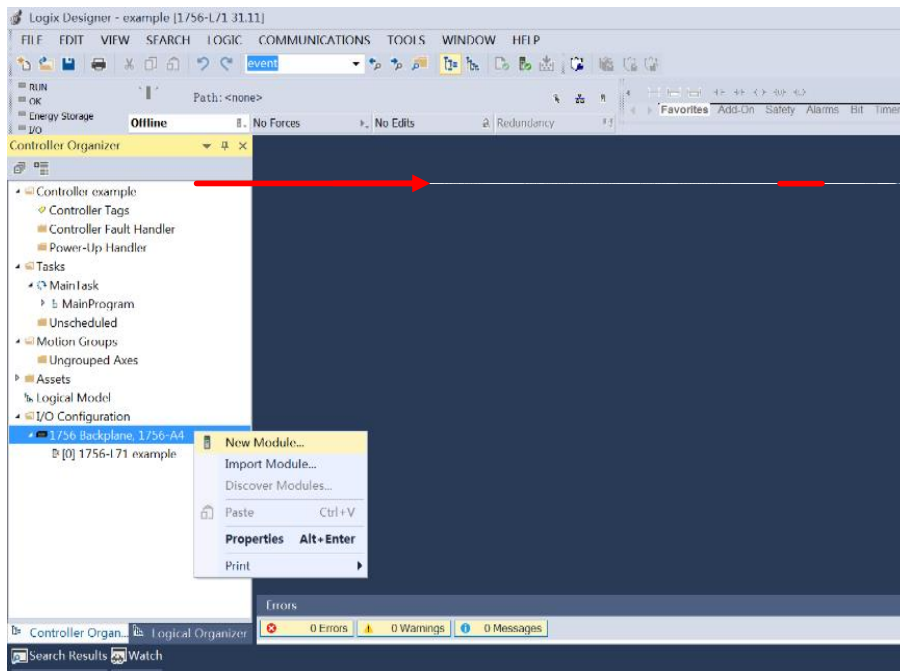 Logix Designer - example [1756-L71 31.11]
FILE EDIT VIEW SEARCH LOGIC COMMUNICATIONS TOOLS WINDOW HELP
event
RUN
OK
Energy Storage
I/O
Path: <none>
Offline No Forces No Edits Redundancy
Favorites Add-On Safety Alarms Bit Timer
Controller Organizer
Controller example
Controller Tags
Controller Fault Handler
Power-Up Handler
Tasks
MainTask
MainProgram
Unscheduled
Motion Groups
Ungrouped Axes
Assets
Logical Model
I/O Configuration
1756 Backplane, 1756-A4
[0] 1756-L71 example
New Module...
Import Module...
Discover Modules...
Paste Ctrl+V
Properties Alt+Enter
Print
Errors
0 Errors 0 Warnings 0 Messages
Controller Organ... Logical Organizer
Search Results Watch